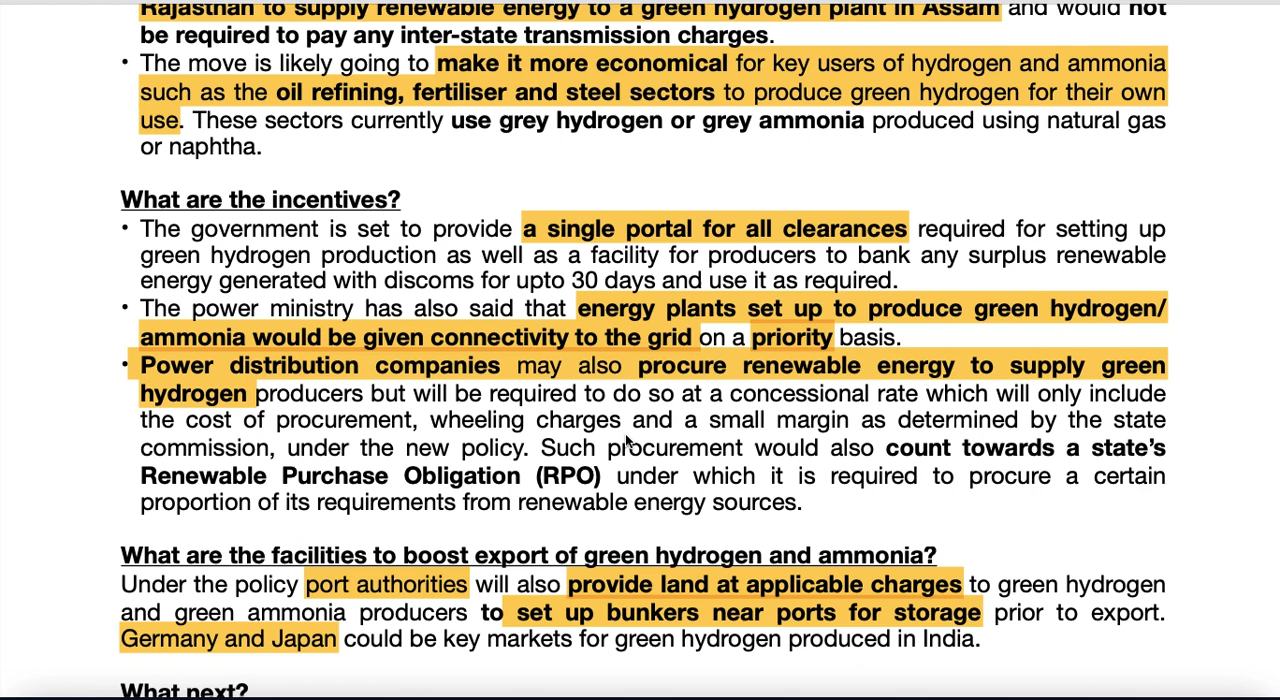 Rajasthan to supply renewable energy to a green hydrogen plant in Assam and would not
be required to pay any inter-state transmission charges.
• The move is likely going to make it more economical for key users of hydrogen and ammonia
such as the oil refining, fertiliser and steel sectors to produce green hydrogen for their own
use. These sectors currently use grey hydrogen or grey ammonia produced using natural gas
or naphtha.
What are the incentives?
• The government is set to provide a single portal for all clearances required for setting up
green hydrogen production as well as a facility for producers to bank any surplus renewable
energy generated with discoms for upto 30 days and use it as required.
• The power ministry has also said that energy plants set up to produce green hydrogen/
ammonia would be given connectivity to the grid on a priority basis.
• Power distribution companies may also procure renewable energy to supply green
hydrogen producers but will be required to do so at a concessional rate which will only include
the cost of procurement, wheeling charges and a small margin as determined by the state
commission, under the new policy. Such procurement would also count towards a state’s
Renewable Purchase Obligation (RPO) under which it is required to procure a certain
proportion of its requirements from renewable energy sources.
What are the facilities to boost export of green hydrogen and ammonia?
Under the policy port authorities will also provide land at applicable charges to green hydrogen
and green ammonia producers to set up bunkers near ports for storage prior to export.
Germany and Japan could be key markets for green hydrogen produced in India.
What next?